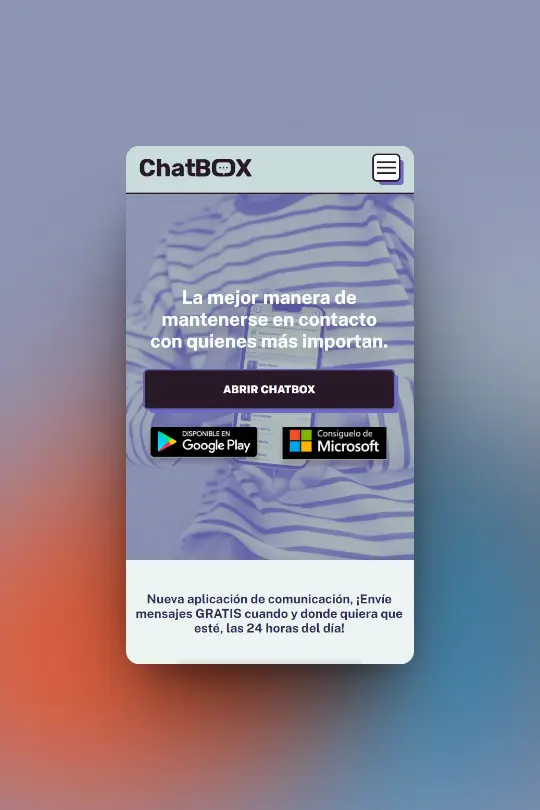 ChatBOX
La mejor manera de
mantenerse en contacto
con quienes más importan.
ABRIR CHATBOX
DISPONIBLE EN
Google Play
Consíguelo de
Microsoft
Nueva aplicación de comunicación, ¡Envíe
mensajes GRATIS cuando y donde quiera que
esté, las 24 horas del día!